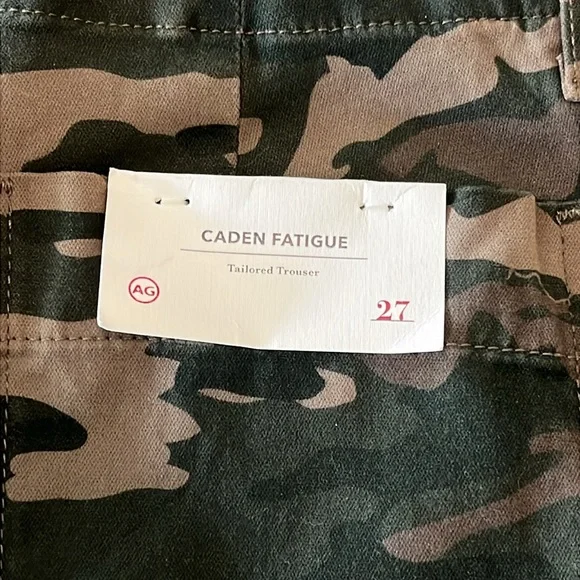 CADEN FATIGUE
Tailored Trouser
AG
27